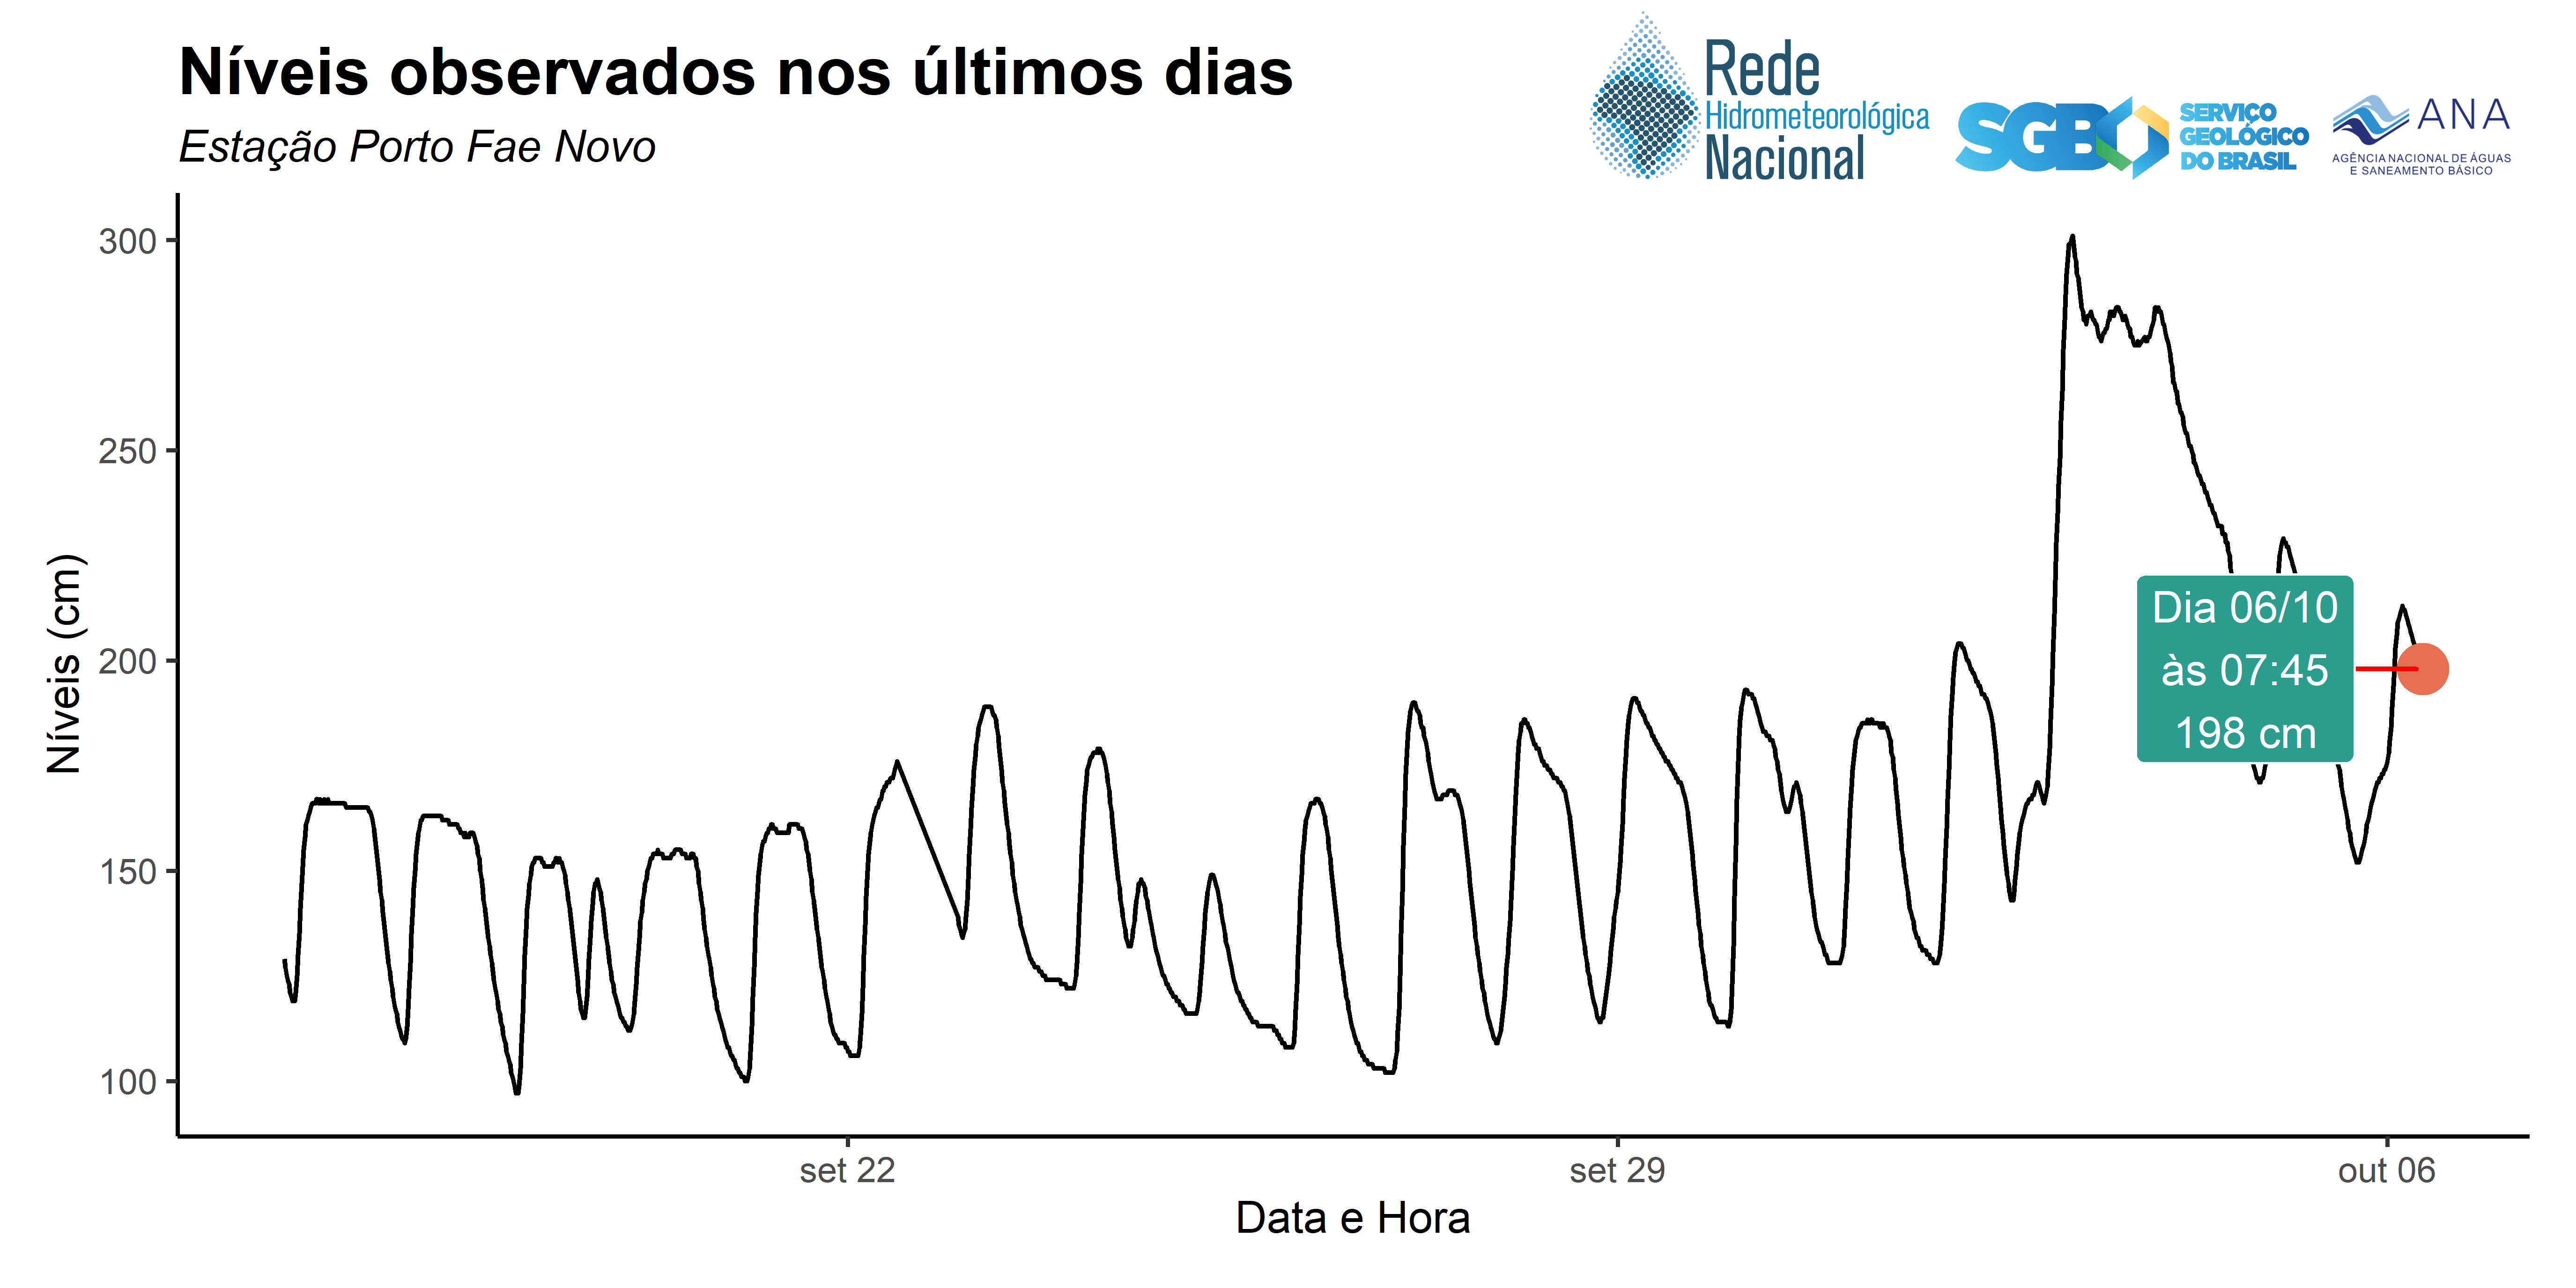 Níveis observados nos últimos dias
Estação Porto Fae Novo
Rede
Hidrometeorológica
Nacional
SGB
SERVIÇO
GEOLÓGICO
DO BRASIL
ANA
AGÊNCIA NACIONAL DE ÁGUAS
E SANEAMENTO BÁSICO
Níveis (cm)
300
250
200
150
100
Dia 06/10
às 07:45
198 cm
set 22
set 29
out 06
Data e Hora